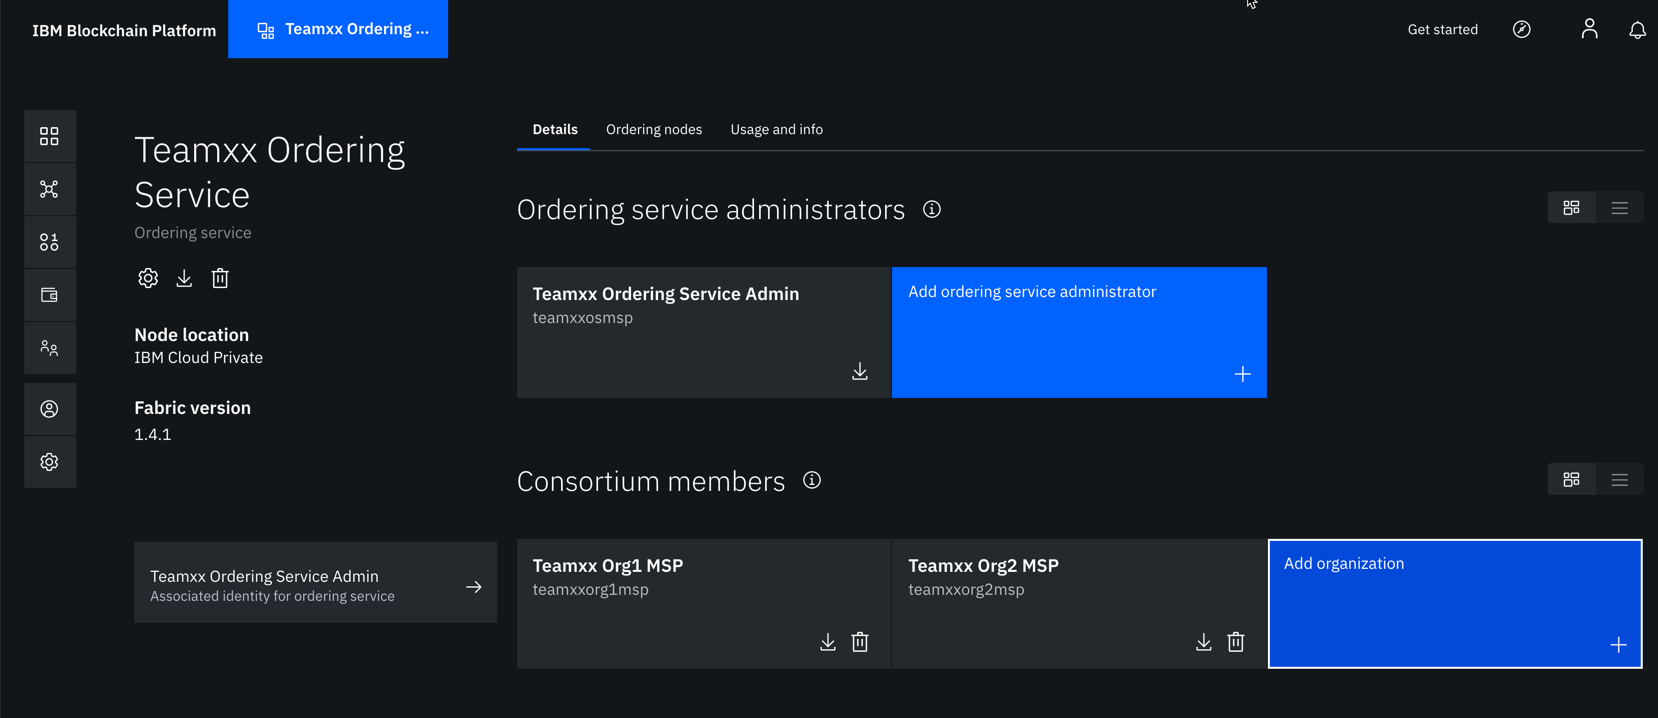 IBM Blockchain Platform
Teamxx Ordering ...
Get started
Teamxx Ordering
Service
Ordering service
Node location
IBM Cloud Private
Fabric version
1.4.1
Teamxx Ordering Service Admin
Associated identity for ordering service
Details
Ordering nodes
Usage and info
Ordering service administrators
Teamxx Ordering Service Admin
teamxxosmsp
Add ordering service administrator
Consortium members
Teamxx Org1 MSP
teamxxorg1msp
Teamxx Org2 MSP
teamxxorg2msp
Add organization